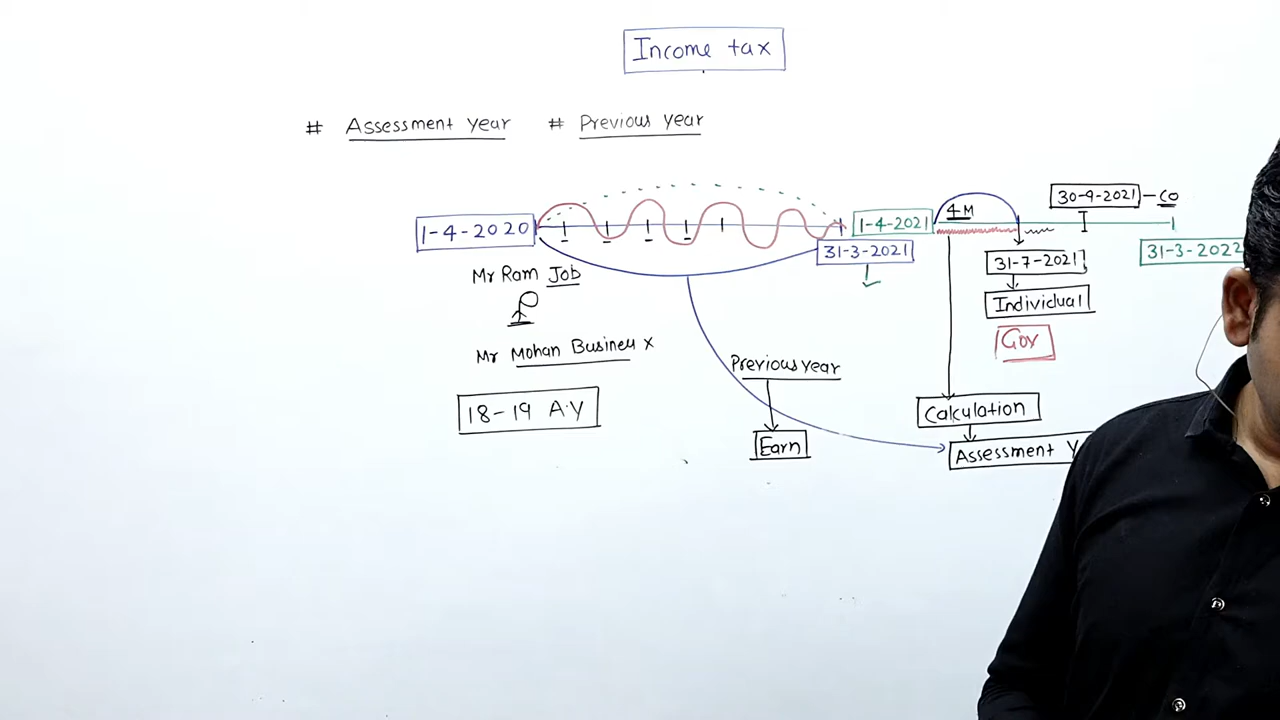 Income tax
# Assessment year # Previous year
30-9-2021 - CO
4M
1-4-2020
1-4-2021
31-3-2021
31-7-2021
31-3-2022
Mr Ram Job
Individual
Gov
Mr Mohan Business x
Previous year
18-19 A.Y
Calculation
Earn
Assessment Y